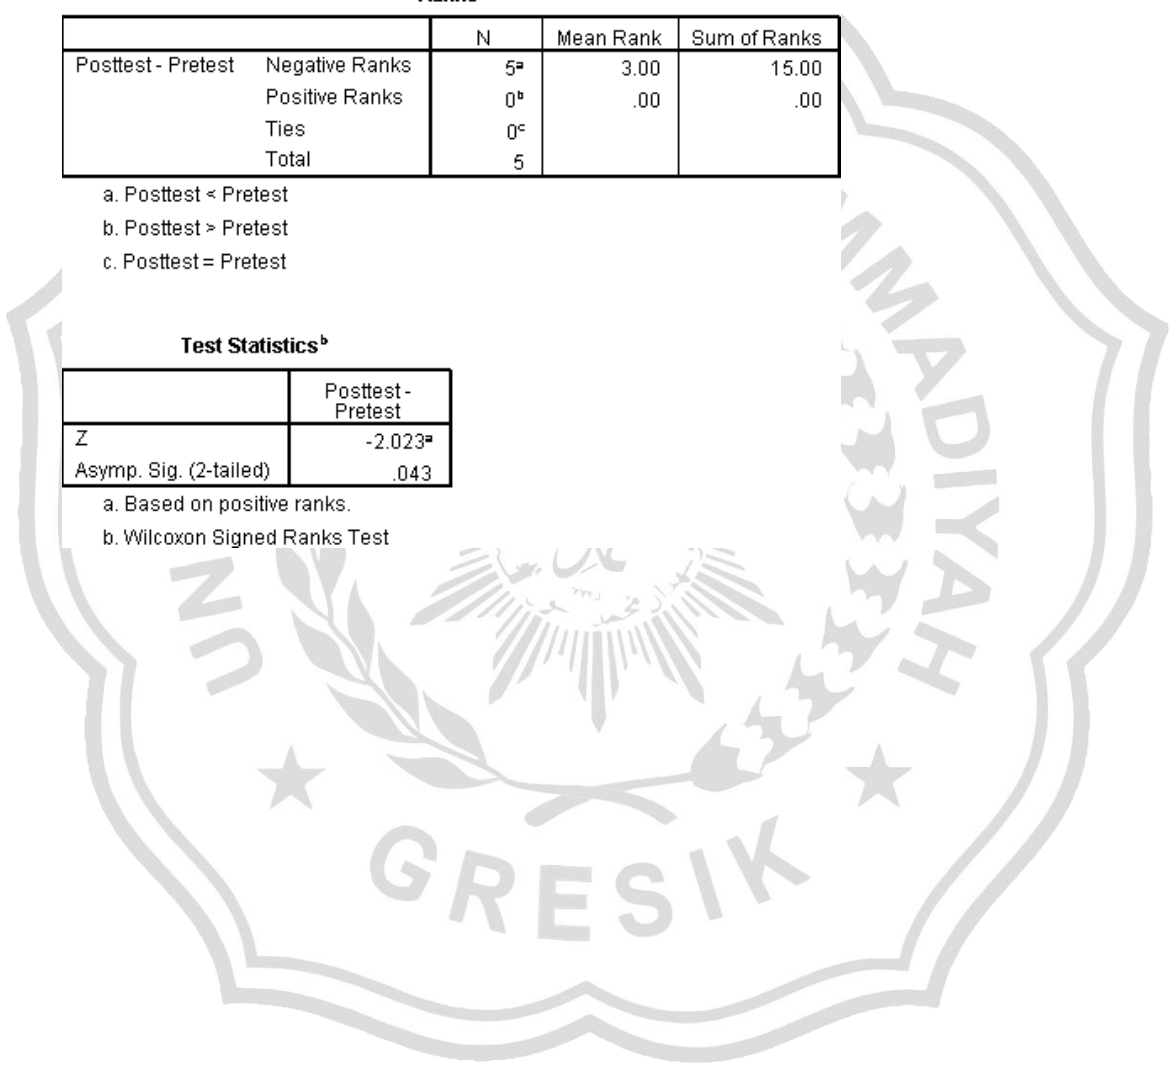 N Mean Rank Sum of Ranks
Posttest - Pretest Negative Ranks 5a 3.00 15.00
Positive Ranks 0b .00 .00
Ties 0c
Total 5
a. Posttest < Pretest
b. Posttest > Pretest
c. Posttest = Pretest
Test Statisticsb
Posttest -
Pretest
Z -2.023a
Asymp. Sig. (2-tailed) .043
a. Based on positive ranks.
b. Wilcoxon Signed Ranks Test
UN
MMADIYAH
GRESIK